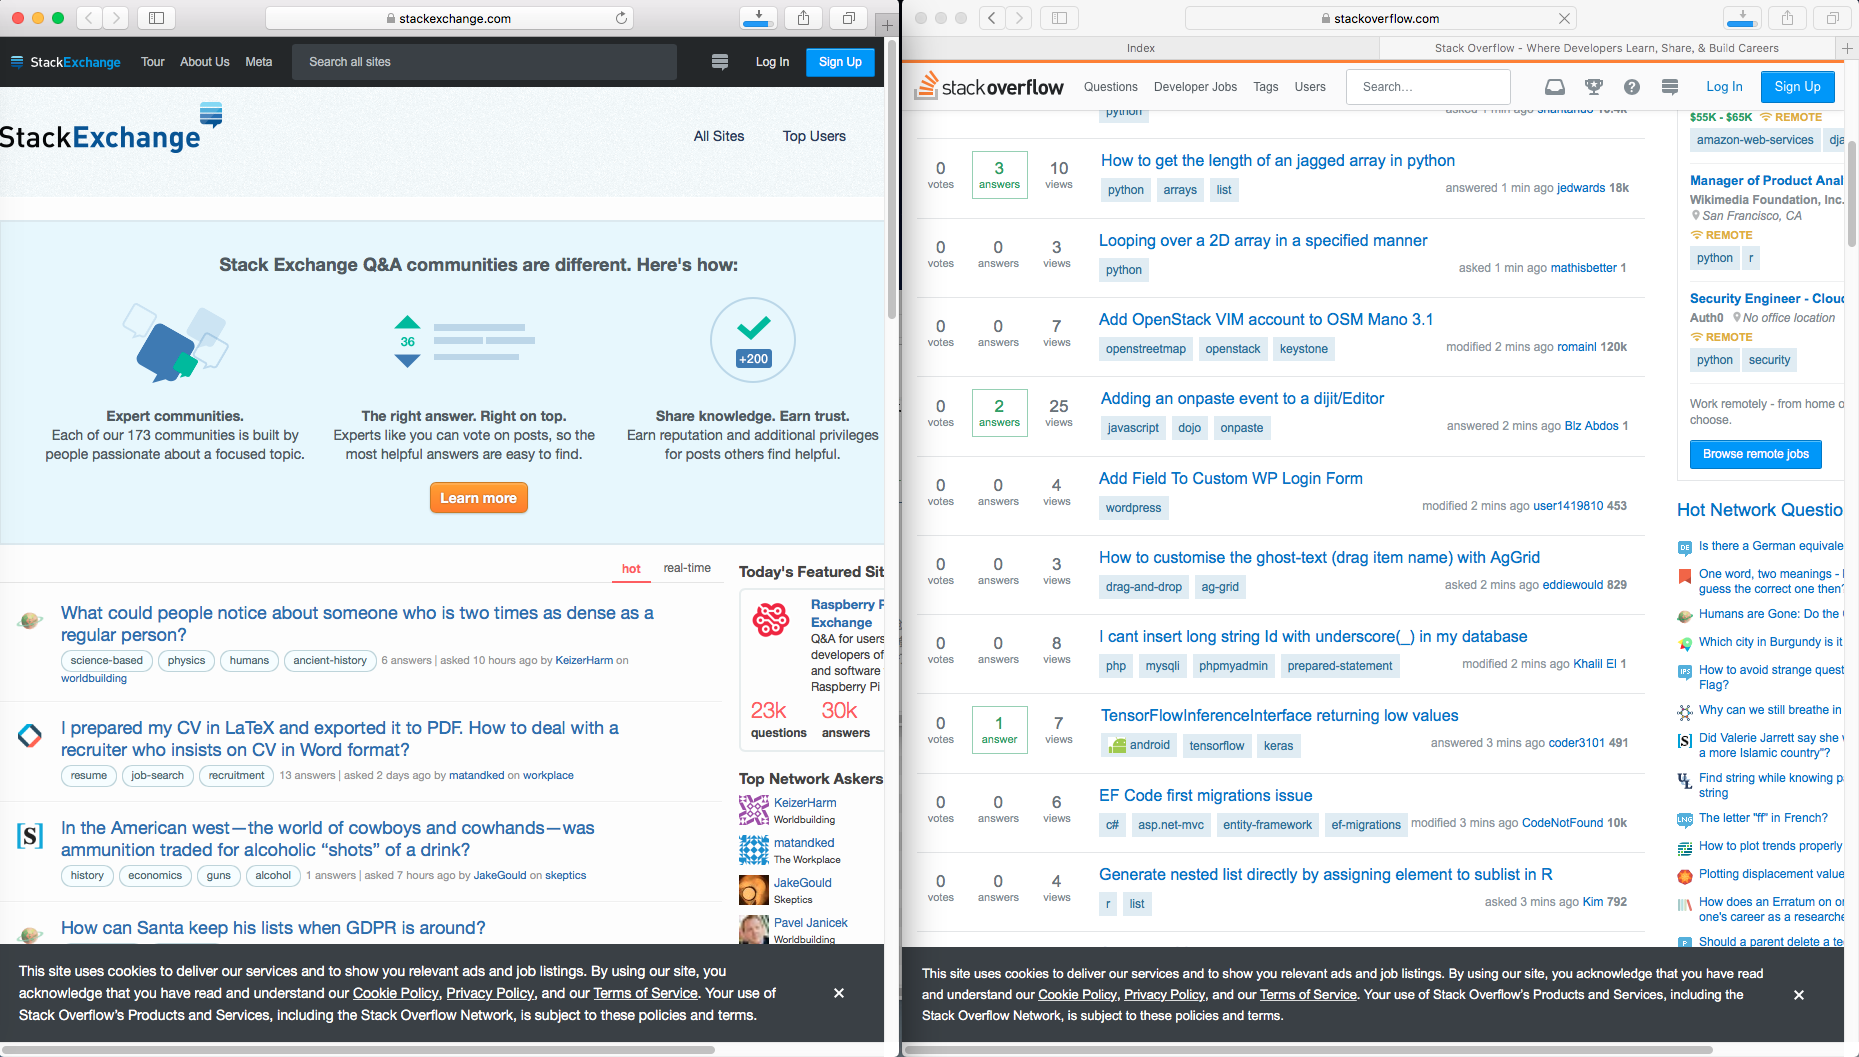 stackexchange.com
StackExchange Tour About Us Meta Search all sites Log In Sign Up
StackExchange
All Sites Top Users
Stack Exchange Q&A communities are different. Here's how:
36
+200
Expert communities.
Each of our 173 communities is built by
people passionate about a focused topic.
The right answer. Right on top.
Experts like you can vote on posts, so the
most helpful answers are easy to find.
Share knowledge. Earn trust.
Earn reputation and additional privileges
for posts others find helpful.
Learn more
hot real-time
What could people notice about someone who is two times as dense as a
regular person?
science-based physics humans ancient-history 6 answers | asked 10 hours ago by KeizerHarm on
worldbuilding
I prepared my CV in LaTeX and exported it to PDF. How to deal with a
recruiter who insists on CV in Word format?
resume job-search recruitment 13 answers | asked 2 days ago by matandked on workplace
[S]
In the American west—the world of cowboys and cowhands—was
ammunition traded for alcoholic “shots” of a drink?
history economics guns alcohol 1 answers | asked 7 hours ago by JakeGould on skeptics
How can Santa keep his lists when GDPR is around?
Today's Featured Sit
Raspberry P
Exchange
Q&A for users
developers of
and software
Raspberry Pi
23k 30k
questions answers
Top Network Askers
KeizerHarm
Worldbuilding
matandked
The Workplace
JakeGould
Skeptics
Pavel Janicek
Worldbuilding
This site uses cookies to deliver our services and to show you relevant ads and job listings. By using our site, you
acknowledge that you have read and understand our Cookie Policy, Privacy Policy, and our Terms of Service. Your use of
Stack Overflow’s Products and Services, including the Stack Overflow Network, is subject to these policies and terms.
stackoverflow.com
Index Stack Overflow - Where Developers Learn, Share, & Build Careers
stackoverflow Questions Developer Jobs Tags Users Search... Log In Sign Up
python
0 3 10
votes answers views
How to get the length of an jagged array in python
python arrays list
answered 1 min ago jedwards 18k
0 0 3
votes answers views
Looping over a 2D array in a specified manner
python
asked 1 min ago mathisbetter 1
0 0 7
votes answers views
Add OpenStack VIM account to OSM Mano 3.1
openstreetmap openstack keystone
modified 2 mins ago romainl 120k
0 2 25
votes answers views
Adding an onpaste event to a dijit/Editor
javascript dojo onpaste
answered 2 mins ago Blz Abdos 1
0 0 4
votes answers views
Add Field To Custom WP Login Form
wordpress
modified 2 mins ago user1419810 453
0 0 3
votes answers views
How to customise the ghost-text (drag item name) with AgGrid
drag-and-drop ag-grid
asked 2 mins ago eddiewould 829
0 0 8
votes answers views
I cant insert long string Id with underscore(_) in my database
php mysqli phpmyadmin prepared-statement
modified 2 mins ago Khalil El 1
0 1 7
votes answer views
TensorFlowInferenceInterface returning low values
android tensorflow keras
answered 3 mins ago coder3101 491
0 0 6
votes answers views
EF Code first migrations issue
c# asp.net-mvc entity-framework ef-migrations
modified 3 mins ago CodeNotFound 10k
0 0 4
votes answers views
Generate nested list directly by assigning element to sublist in R
r list
asked 3 mins ago Kim 792
$55K - $65K REMOTE
amazon-web-services dja
Manager of Product Anal
Wikimedia Foundation, Inc.
San Francisco, CA
REMOTE
python r
Security Engineer - Clou
Auth0 No office location
REMOTE
python security
Work remotely - from home o
choose.
Browse remote jobs
Hot Network Questio
DE Is there a German equivale
One word, two meanings -
guess the correct one then?
Humans are Gone: Do the
Which city in Burgundy is it
IPS How to avoid strange quest
Flag?
Why can we still breathe in
[S] Did Valerie Jarrett say she
a more Islamic country"?
UL Find string while knowing p
string
LNG The letter "ff" in French?
How to plot trends properly
Plotting displacement value
How does an Erratum on or
one's career as a researche
P Should a parent delete a te
This site uses cookies to deliver our services and to show you relevant ads and job listings. By using our site, you acknowledge that you have read
and understand our Cookie Policy, Privacy Policy, and our Terms of Service. Your use of Stack Overflow’s Products and Services, including the
Stack Overflow Network, is subject to these policies and terms.